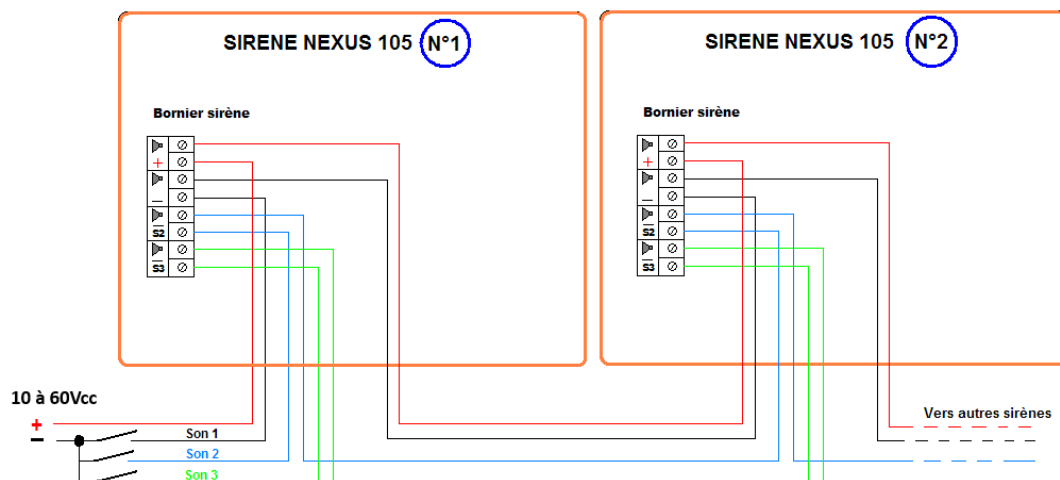 SIRENE NEXUS 105 N°1
SIRENE NEXUS 105 N°2
Bornier sirène
+
—
S2
S3
Bornier sirène
+
—
S2
S3
10 à 60Vcc
+
-
Son 1
Son 2
Son 3
Vers autres sirènes